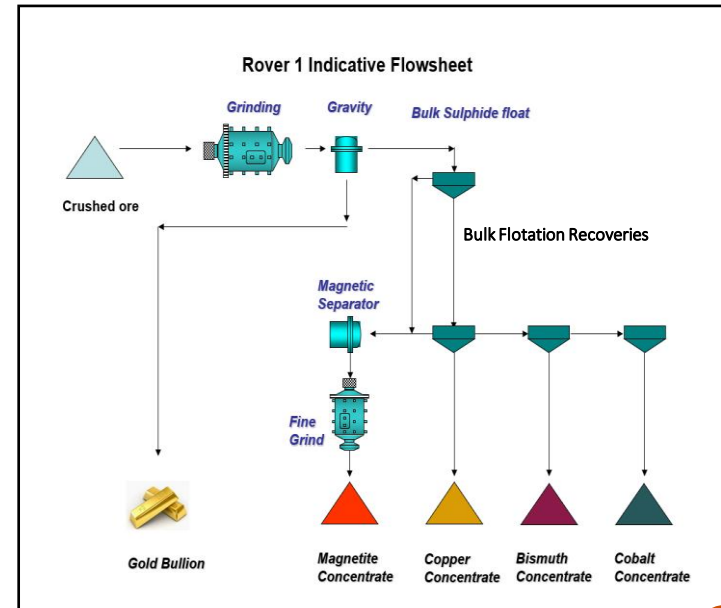 Rover 1 Indicative Flowsheet
Grinding
Gravity
Bulk Sulphide float
Crushed ore
Bulk Flotation Recoveries
Magnetic
Separator
Fine
Grind
Gold Bullion
Magnetite
Concentrate
Copper
Concentrate
Bismuth
Concentrate
Cobalt
Concentrate